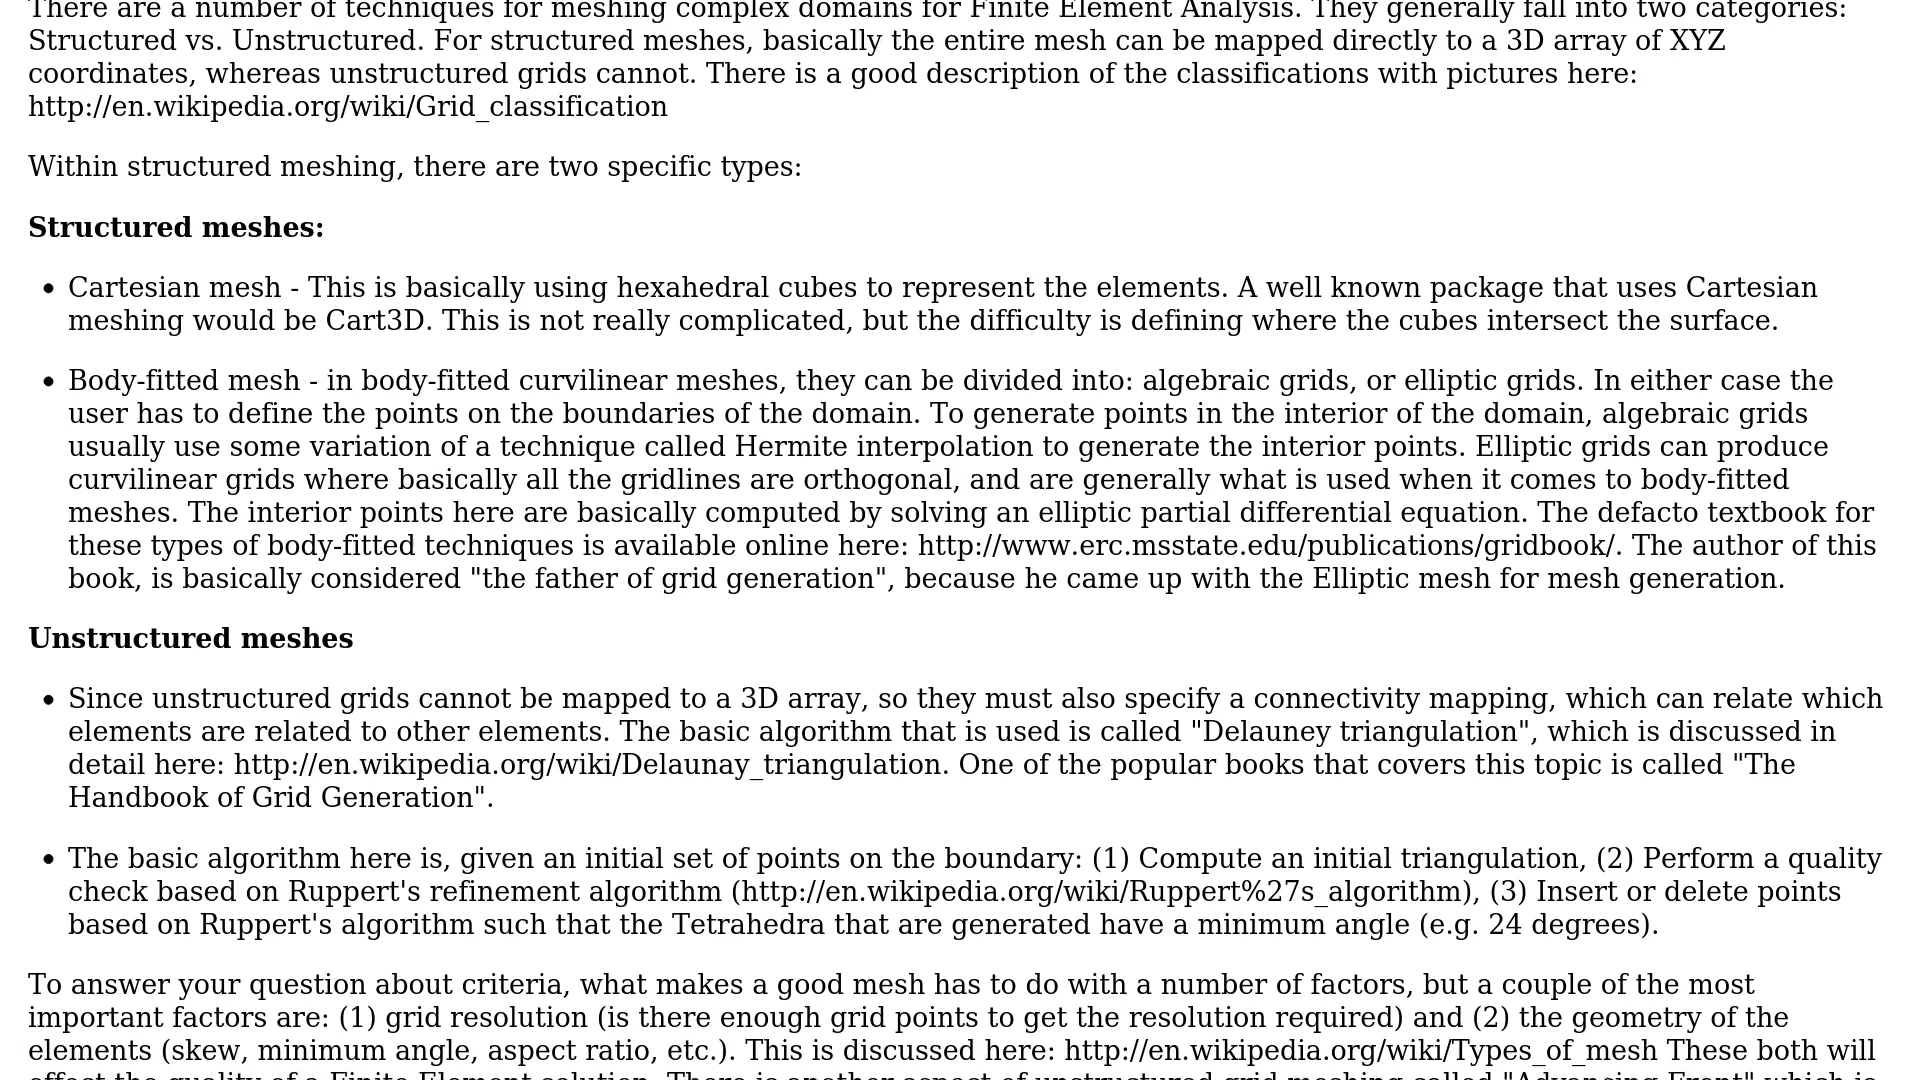 There are a number of techniques for meshing complex domains for Finite Element Analysis. They generally fall into two categories:
Structured vs. Unstructured. For structured meshes, basically the entire mesh can be mapped directly to a 3D array of XYZ
coordinates, whereas unstructured grids cannot. There is a good description of the classifications with pictures here:
http://en.wikipedia.org/wiki/Grid_classification
Within structured meshing, there are two specific types:
Structured meshes:
• Cartesian mesh - This is basically using hexahedral cubes to represent the elements. A well known package that uses Cartesian
meshing would be Cart3D. This is not really complicated, but the difficulty is defining where the cubes intersect the surface.
• Body-fitted mesh - in body-fitted curvilinear meshes, they can be divided into: algebraic grids, or elliptic grids. In either case the
user has to define the points on the boundaries of the domain. To generate points in the interior of the domain, algebraic grids
usually use some variation of a technique called Hermite interpolation to generate the interior points. Elliptic grids can produce
curvilinear grids where basically all the gridlines are orthogonal, and are generally what is used when it comes to body-fitted
meshes. The interior points here are basically computed by solving an elliptic partial differential equation. The defacto textbook for
these types of body-fitted techniques is available online here: http://www.erc.msstate.edu/publications/gridbook/. The author of this
book, is basically considered "the father of grid generation", because he came up with the Elliptic mesh for mesh generation.
Unstructured meshes
• Since unstructured grids cannot be mapped to a 3D array, so they must also specify a connectivity mapping, which can relate which
elements are related to other elements. The basic algorithm that is used is called "Delauney triangulation", which is discussed in
detail here: http://en.wikipedia.org/wiki/Delaunay_triangulation. One of the popular books that covers this topic is called "The
Handbook of Grid Generation".
• The basic algorithm here is, given an initial set of points on the boundary: (1) Compute an initial triangulation, (2) Perform a quality
check based on Ruppert's refinement algorithm (http://en.wikipedia.org/wiki/Ruppert%27s_algorithm), (3) Insert or delete points
based on Ruppert's algorithm such that the Tetrahedra that are generated have a minimum angle (e.g. 24 degrees).
To answer your question about criteria, what makes a good mesh has to do with a number of factors, but a couple of the most
important factors are: (1) grid resolution (is there enough grid points to get the resolution required) and (2) the geometry of the
elements (skew, minimum angle, aspect ratio, etc.). This is discussed here: http://en.wikipedia.org/wiki/Types_of_mesh These both will
effect the quality of a Finite Element solution. There is another aspect of unstructured grid meshing called "Advancing Front" which is